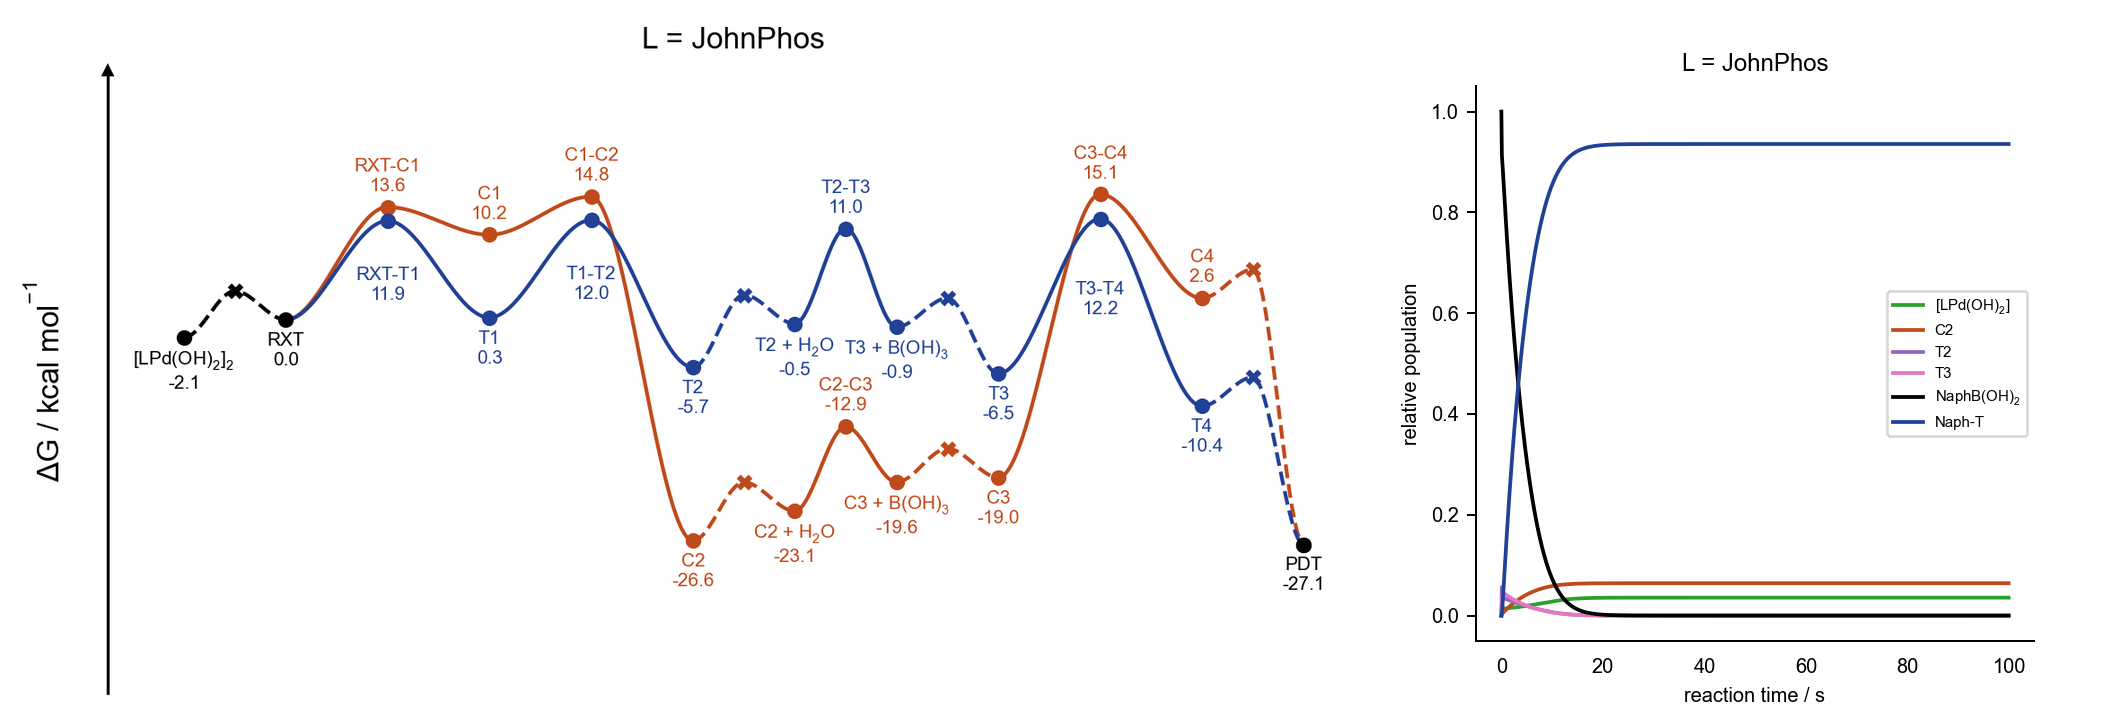 L = JohnPhos
ΔG / kcal mol⁻¹
[LPd(OH)₂]₂
-2.1
RXT
0.0
RXT-C1
13.6
RXT-T1
11.9
C1
10.2
T1
0.3
C1-C2
14.8
T1-T2
12.0
T2
-5.7
C2
-26.6
T2 + H₂O
-0.5
C2 + H₂O
-23.1
T2-T3
11.0
C2-C3
-12.9
T3 + B(OH)₃
-0.9
C3 + B(OH)₃
-19.6
T3
-6.5
C3
-19.0
C3-C4
15.1
T3-T4
12.2
C4
2.6
T4
-10.4
PDT
-27.1
L = JohnPhos
relative population
1.0
0.8
0.6
0.4
0.2
0.0
[LPd(OH)₂]
C2
T2
T3
NaphB(OH)₂
Naph-T
0 20 40 60 80 100
reaction time / s